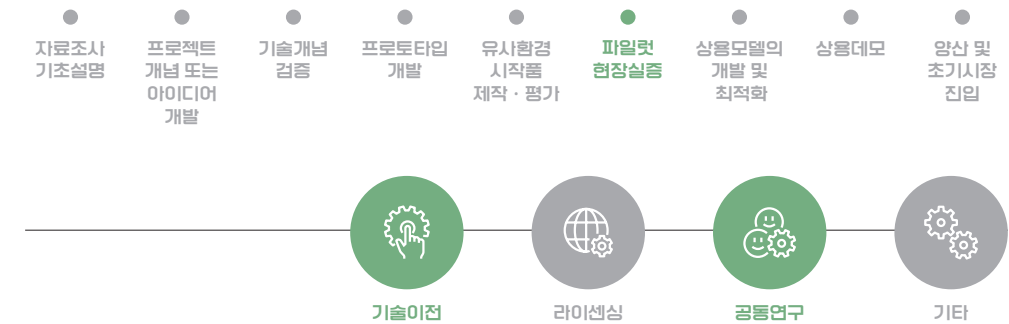 자료조사
기초설명
프로젝트
개념 또는
아이디어
개발
기술개념
검증
프로토타입
개발
유사환경
시작품
제작 · 평가
파일럿
현장실증
상용모델의
개발 및
최적화
상용데모
양산 및
초기시장
진입
기술이전
라이센싱
공동연구
기타